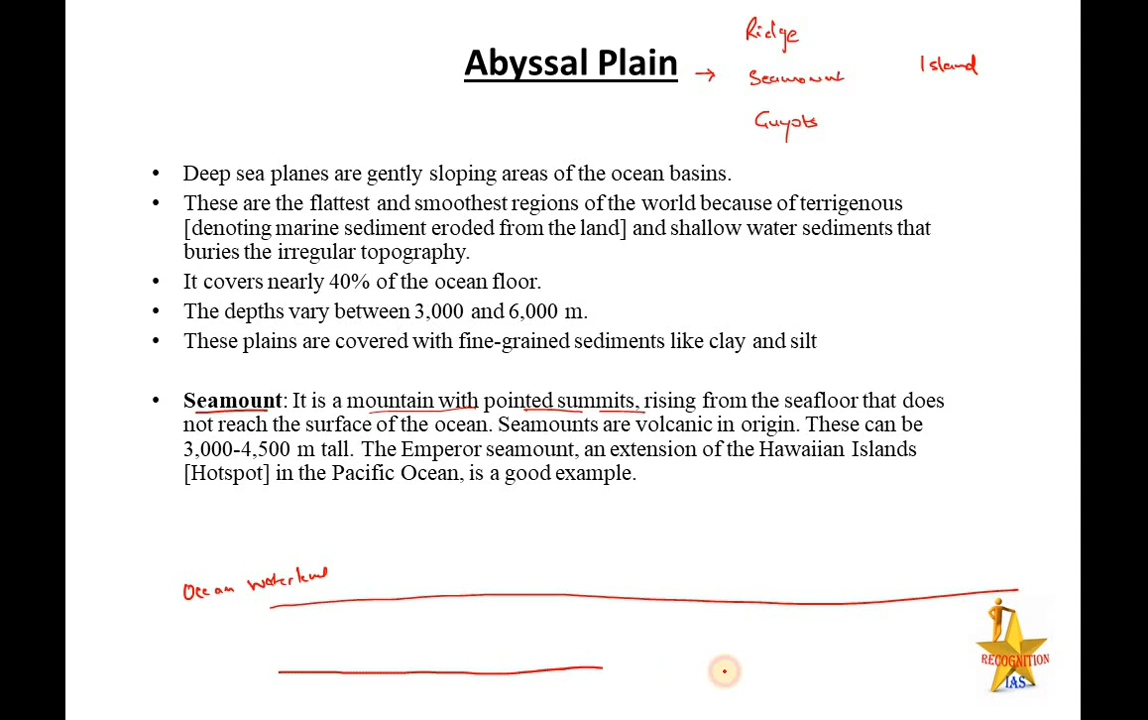 Ridge
Abyssal Plain → Seamount Island
Guyots
• Deep sea planes are gently sloping areas of the ocean basins.
• These are the flattest and smoothest regions of the world because of terrigenous
[denoting marine sediment eroded from the land] and shallow water sediments that
buries the irregular topography.
• It covers nearly 40% of the ocean floor.
• The depths vary between 3,000 and 6,000 m.
• These plains are covered with fine-grained sediments like clay and silt
• Seamount: It is a mountain with pointed summits, rising from the seafloor that does
not reach the surface of the ocean. Seamounts are volcanic in origin. These can be
3,000-4,500 m tall. The Emperor seamount, an extension of the Hawaiian Islands
[Hotspot] in the Pacific Ocean, is a good example.
Ocean water level
RECOGNITION
IAS